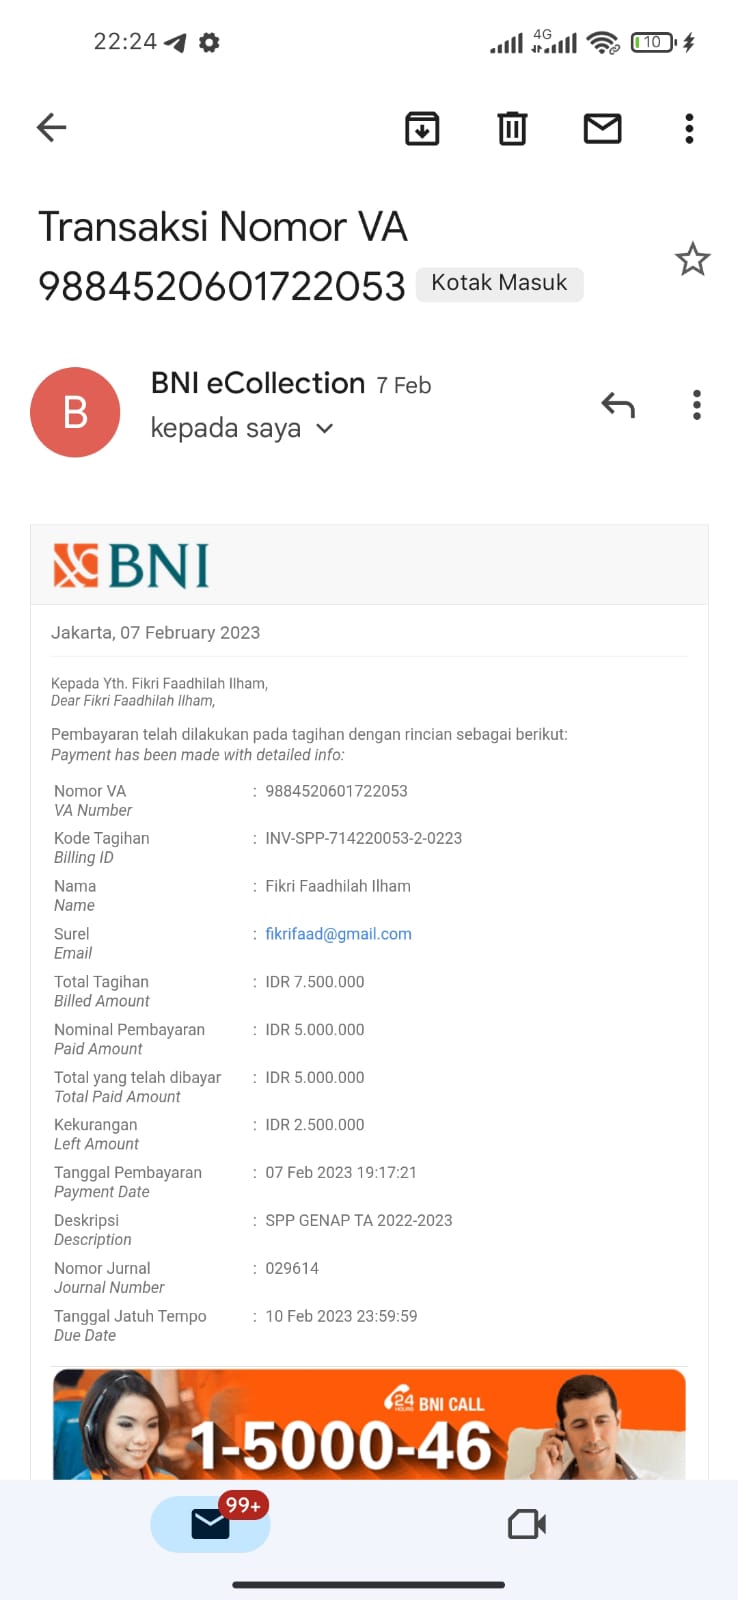 22:24 4G 10
Transaksi Nomor VA
9884520601722053 Kotak Masuk
B
BNI eCollection 7 Feb
kepada saya
BNI
Jakarta, 07 February 2023
Kepada Yth. Fikri Faadhilah Ilham,
Dear Fikri Faadhilah Ilham,
Pembayaran telah dilakukan pada tagihan dengan rincian sebagai berikut:
Payment has been made with detailed info:
Nomor VA : 9884520601722053
VA Number
Kode Tagihan : INV-SPP-714220053-2-0223
Billing ID
Nama : Fikri Faadhilah Ilham
Name
Surel : fikrifaad@gmail.com
Email
Total Tagihan : IDR 7.500.000
Billed Amount
Nominal Pembayaran : IDR 5.000.000
Paid Amount
Total yang telah dibayar : IDR 5.000.000
Total Paid Amount
Kekurangan : IDR 2.500.000
Left Amount
Tanggal Pembayaran : 07 Feb 2023 19:17:21
Payment Date
Deskripsi : SPP GENAP TA 2022-2023
Description
Nomor Jurnal : 029614
Journal Number
Tanggal Jatuh Tempo : 10 Feb 2023 23:59:59
Due Date
24 HOURS BNI CALL
1-5000-46
99+